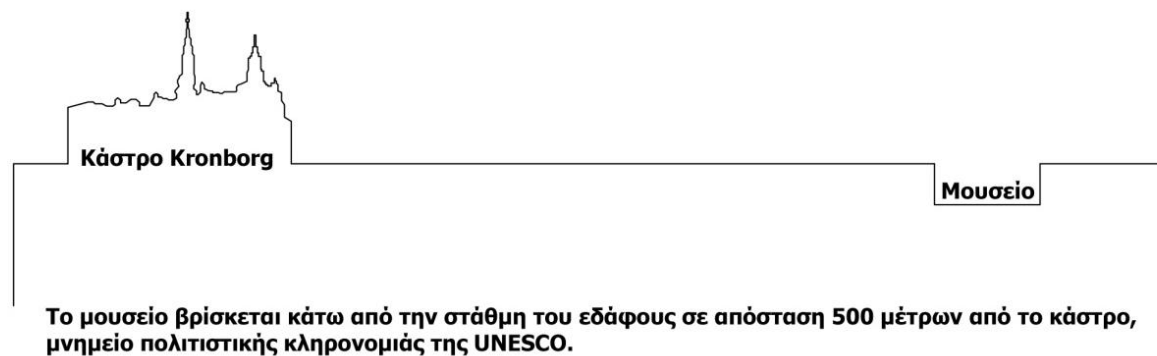 Κάστρο Kronborg
Μουσείο
Το μουσείο βρίσκεται κάτω από την στάθμη του εδάφους σε απόσταση 500 μέτρων από το κάστρο,
μνημείο πολιτιστικής κληρονομιάς της UNESCO.